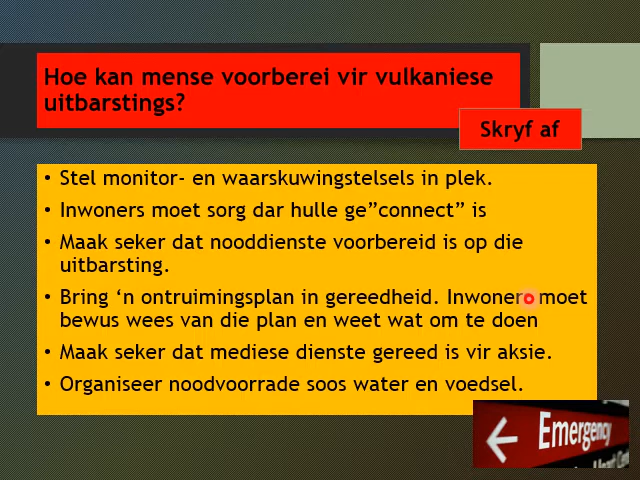 Hoe kan mense voorberei vir vulkaniese
uitbarstings?
Skryf af
• Stel monitor- en waarskuwingstelsels in plek.
• Inwoners moet sorg dar hulle ge”connect” is
• Maak seker dat nooddienste voorbereid is op die
uitbarsting.
• Bring ‘n ontruimingsplan in gereedheid. Inwoners moet
bewus wees van die plan en weet wat om te doen
• Maak seker dat mediese dienste gereed is vir aksie.
• Organiseer noodvoorrade soos water en voedsel.
Emergency